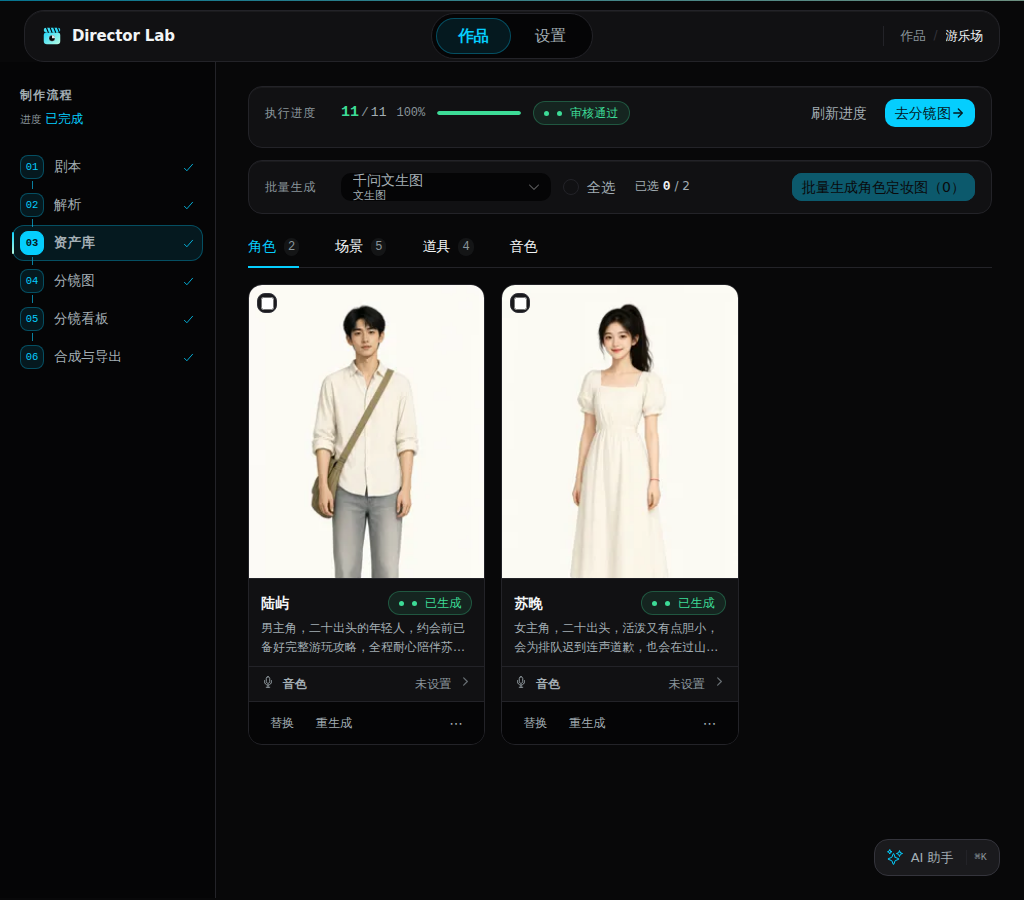 Director Lab
作品
设置
作品 / 游乐场
制作流程
进度 已完成
01 剧本
02 解析
03 资产库
04 分镜图
05 分镜看板
06 合成与导出
执行进度
11/11 100%
审核通过
刷新进度
去分镜图→
批量生成
千问文生图
文生图
全选
已选 0 / 2
批量生成角色定妆图（0）
角色 2
场景 5
道具 4
音色
陆屿
已生成
男主角，二十出头的年轻人，约会前已
备好完整游玩攻略，全程耐心陪伴苏…
音色
未设置
替换
重生成
…
苏晚
已生成
女主角，二十出头，活泼又有点胆小，
会为排队迟到连声道歉，也会在过山…
音色
未设置
替换
重生成
…
AI 助手
⌘K